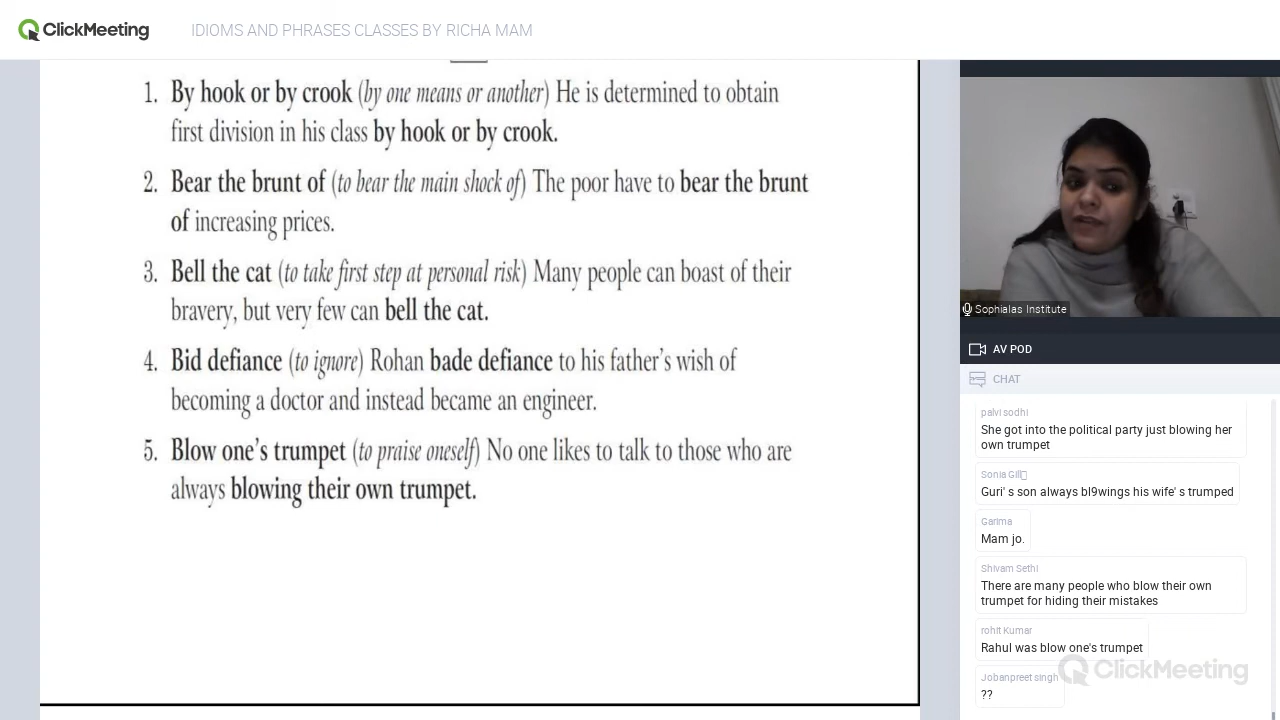 ClickMeeting
IDIOMS AND PHRASES CLASSES BY RICHA MAM
1. By hook or by crook (by one means or another) He is determined to obtain
first division in his class by hook or by crook.
2. Bear the brunt of (to bear the main shock of) The poor have to bear the brunt
of increasing prices.
3. Bell the cat (to take first step at personal risk) Many people can boast of their
bravery, but very few can bell the cat.
4. Bid defiance (to ignore) Rohan bade defiance to his father's wish of
becoming a doctor and instead became an engineer.
5. Blow one's trumpet (to praise oneself) No one likes to talk to those who are
always blowing their own trumpet.
Sophialas Institute
AV POD
CHAT
palvi sodhi
She got into the political party just blowing her
own trumpet
Sonia Gill
Guri' s son always bl9wings his wife' s trumped
Garima
Mam jo.
Shivam Sethi
There are many people who blow their own
trumpet for hiding their mistakes
rohit Kumar
Rahul was blow one's trumpet
Jobanpreet singh
??
ClickMeeting